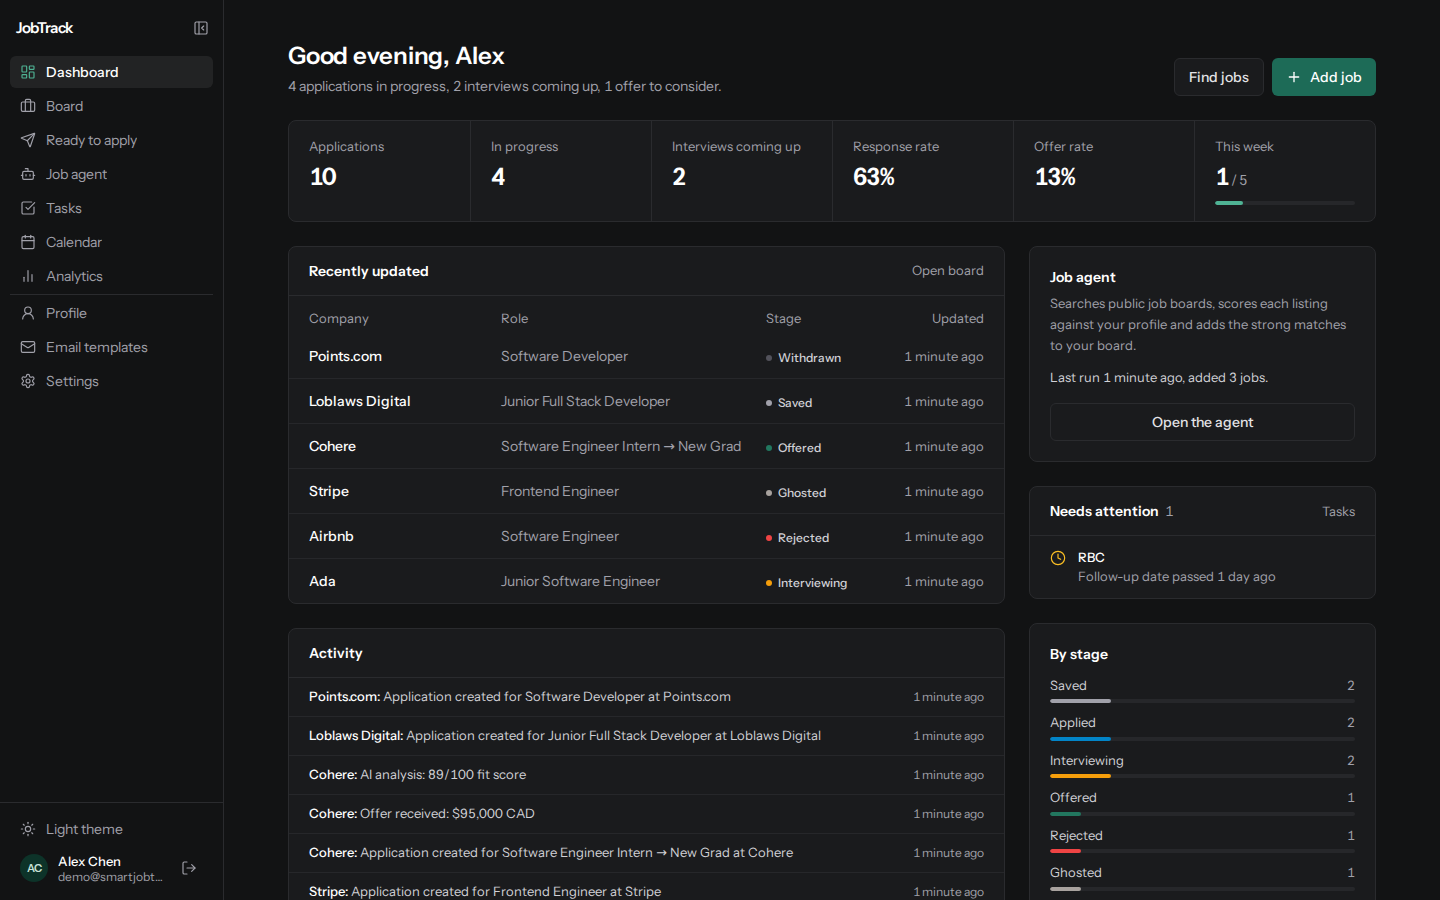 JobTrack
Dashboard
Board
Ready to apply
Job agent
Tasks
Calendar
Analytics
Profile
Email templates
Settings
Light theme
AC
Alex Chen
demo@smartjobt...
Good evening, Alex
4 applications in progress, 2 interviews coming up, 1 offer to consider.
Find jobs
+ Add job
Applications
10
In progress
4
Interviews coming up
2
Response rate
63%
Offer rate
13%
This week
1 / 5
Recently updated
Open board
Company Role Stage Updated
Points.com Software Developer Withdrawn 1 minute ago
Loblaws Digital Junior Full Stack Developer Saved 1 minute ago
Cohere Software Engineer Intern → New Grad Offered 1 minute ago
Stripe Frontend Engineer Ghosted 1 minute ago
Airbnb Software Engineer Rejected 1 minute ago
Ada Junior Software Engineer Interviewing 1 minute ago
Activity
Points.com: Application created for Software Developer at Points.com 1 minute ago
Loblaws Digital: Application created for Junior Full Stack Developer at Loblaws Digital 1 minute ago
Cohere: AI analysis: 89/100 fit score 1 minute ago
Cohere: Offer received: $95,000 CAD 1 minute ago
Cohere: Application created for Software Engineer Intern → New Grad at Cohere 1 minute ago
Stripe: Application created for Frontend Engineer at Stripe 1 minute ago
Job agent
Searches public job boards, scores each listing
against your profile and adds the strong matches
to your board.
Last run 1 minute ago, added 3 jobs.
Open the agent
Needs attention 1
Tasks
RBC
Follow-up date passed 1 day ago
By stage
Saved 2
Applied 2
Interviewing 2
Offered 1
Rejected 1
Ghosted 1